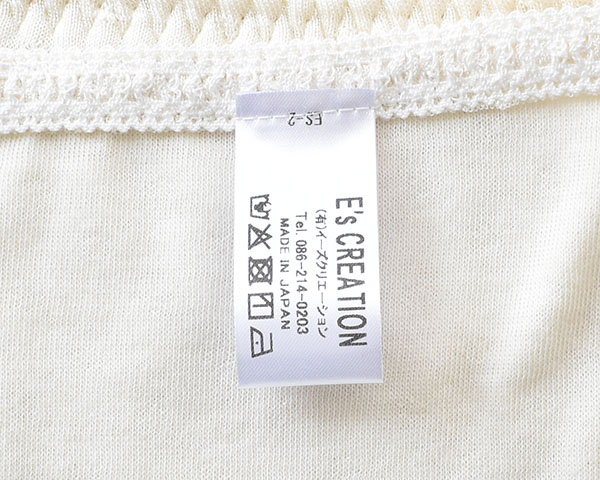 ES-2
E's CREATION
(有)イーズクリエーション
Tel. 086-214-0203
MADE IN JAPAN